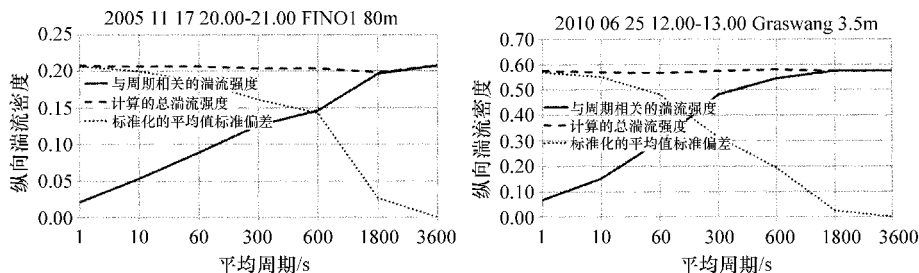 2005 11 17 20.00-21.00 FINO1 80m
纵向湍流密度
0.25
0.20
0.15
0.10
0.05
0.00
与周期相关的湍流强度
计算的总湍流强度
标准化的平均值标准偏差
1 10 60 300 600 1800 3600
平均周期/s
2010 06 25 12.00-13.00 Graswang 3.5m
纵向湍流密度
0.70
0.60
0.50
0.40
0.30
0.20
0.10
0.00
与周期相关的湍流强度
计算的总湍流强度
标准化的平均值标准偏差
1 10 60 300 600 1800 3600
平均周期/s